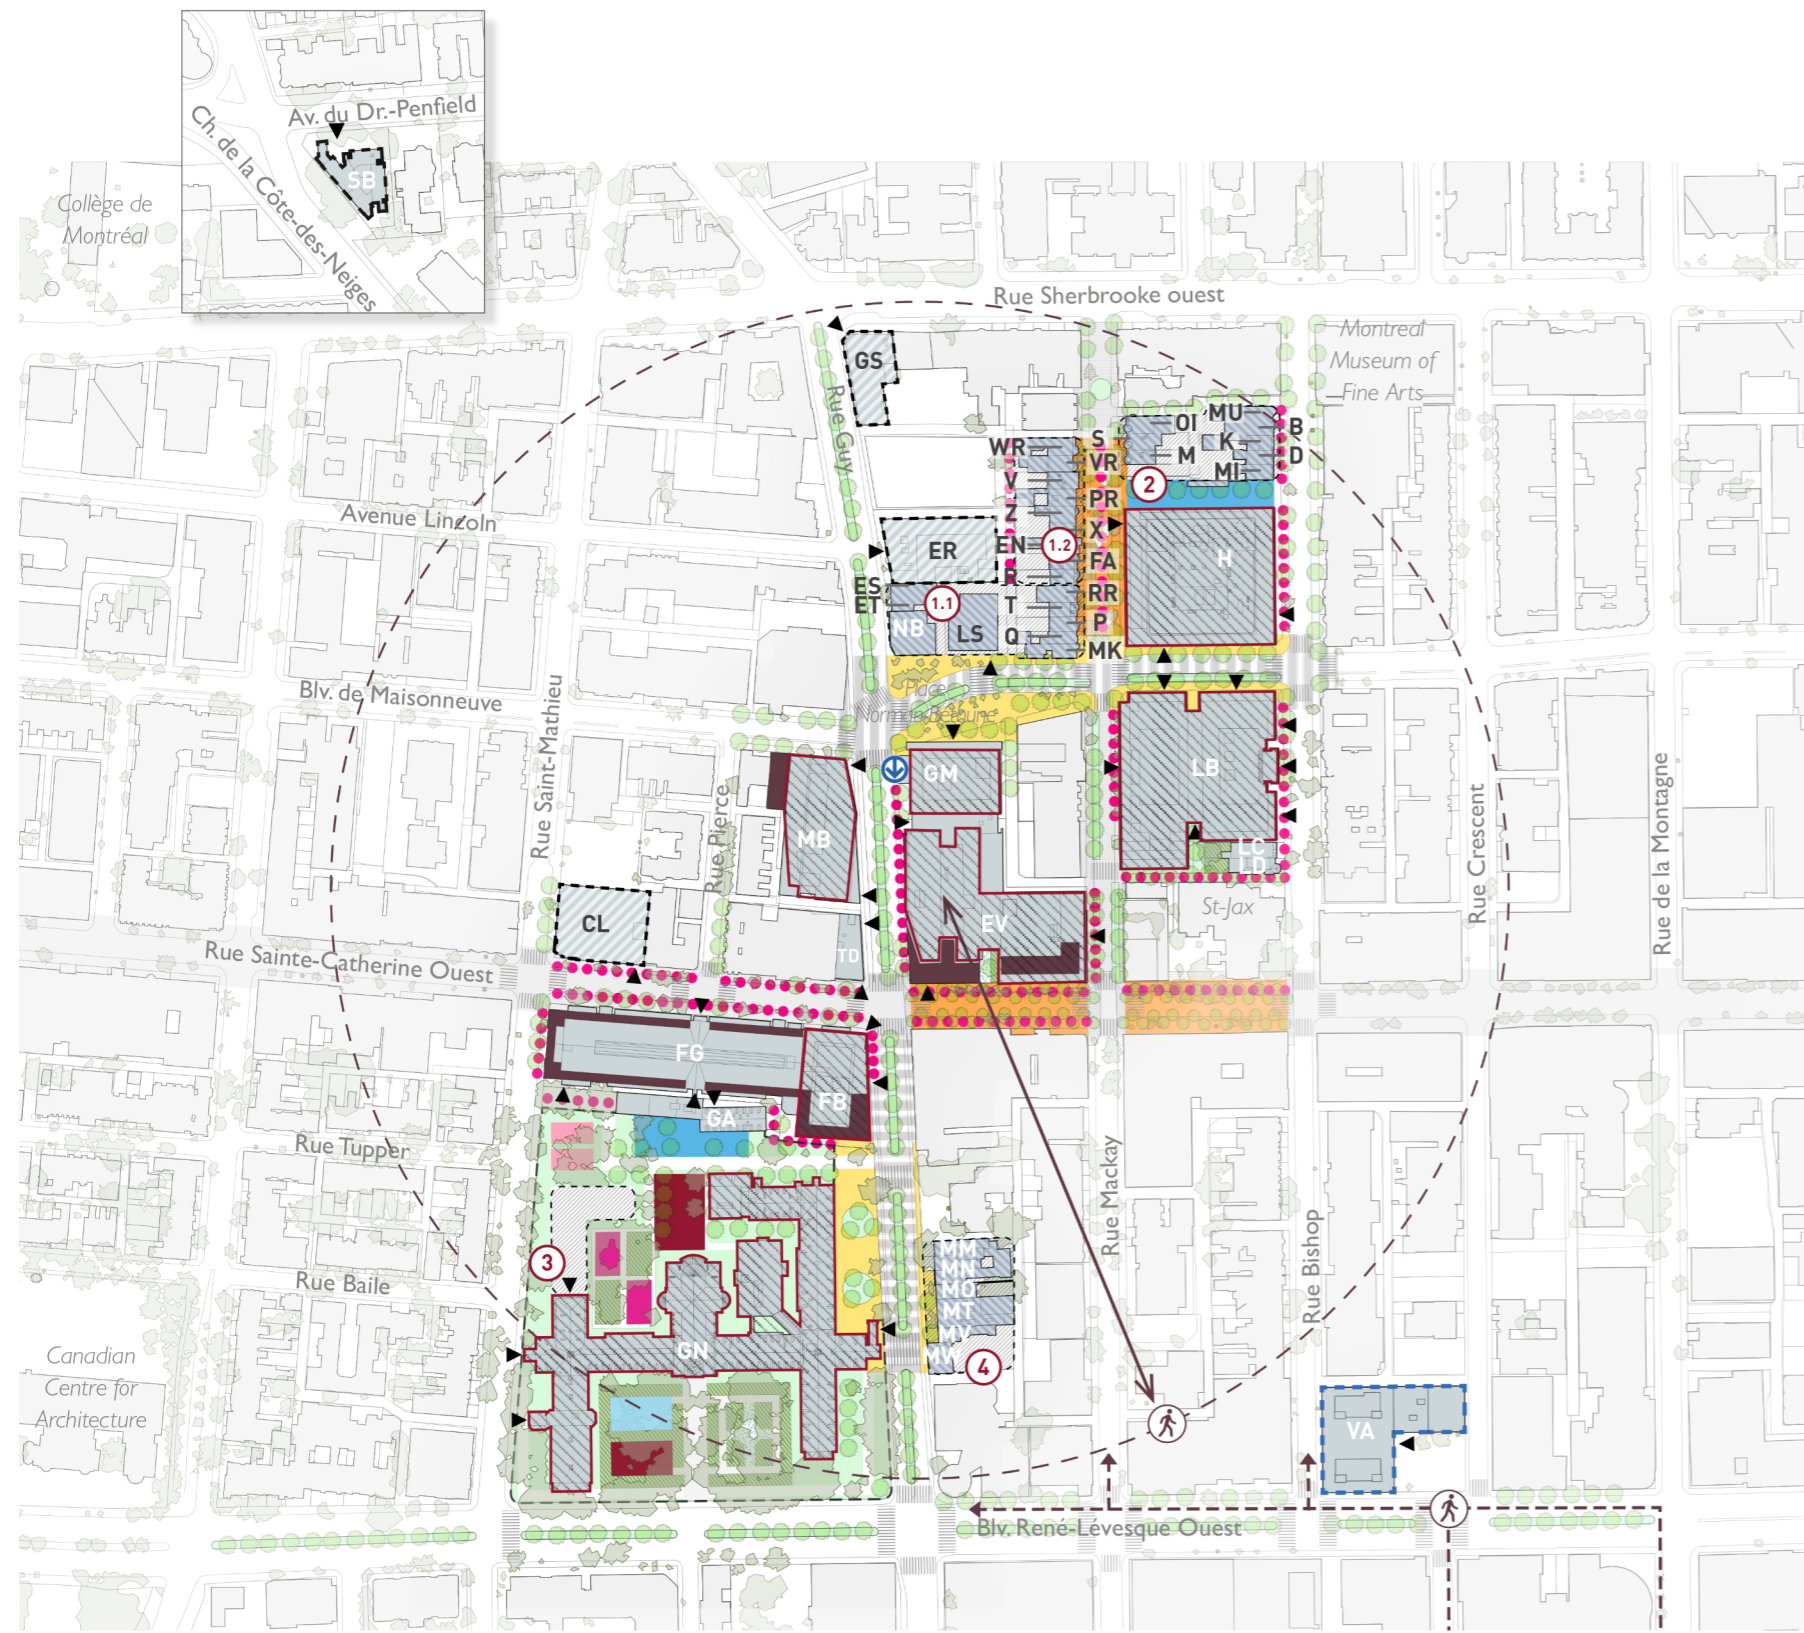 Av. du Dr.-Penfield
Ch. de la Côte-des-Neiges
SB
Collège de
Montréal
Rue Sherbrooke ouest
Montreal
Museum of
Fine Arts
GS
Rue Guy
OI
MU
B
M
K
D
MI
2
WR
S
V
VR
Z
PR
EN
X
1.2
R
FA
T
RR
Q
P
MK
H
ER
ES
ET
1.1
NB
LS
Avenue Lincoln
Blv. de Maisonneuve
Place
Norman Bethune
Rue Saint-Mathieu
Rue Pierce
MB
GM
LB
LC
LD
St-Jax
EV
CL
TD
Rue Sainte-Catherine Ouest
Rue Crescent
Rue de la Montagne
FG
FB
GA
Rue Tupper
Rue Baile
3
GN
Canadian
Centre for
Architecture
MM
MN
MO
MT
MV
MW
4
Rue Mackay
Rue Bishop
VA
Blv. René-Lévesque Ouest